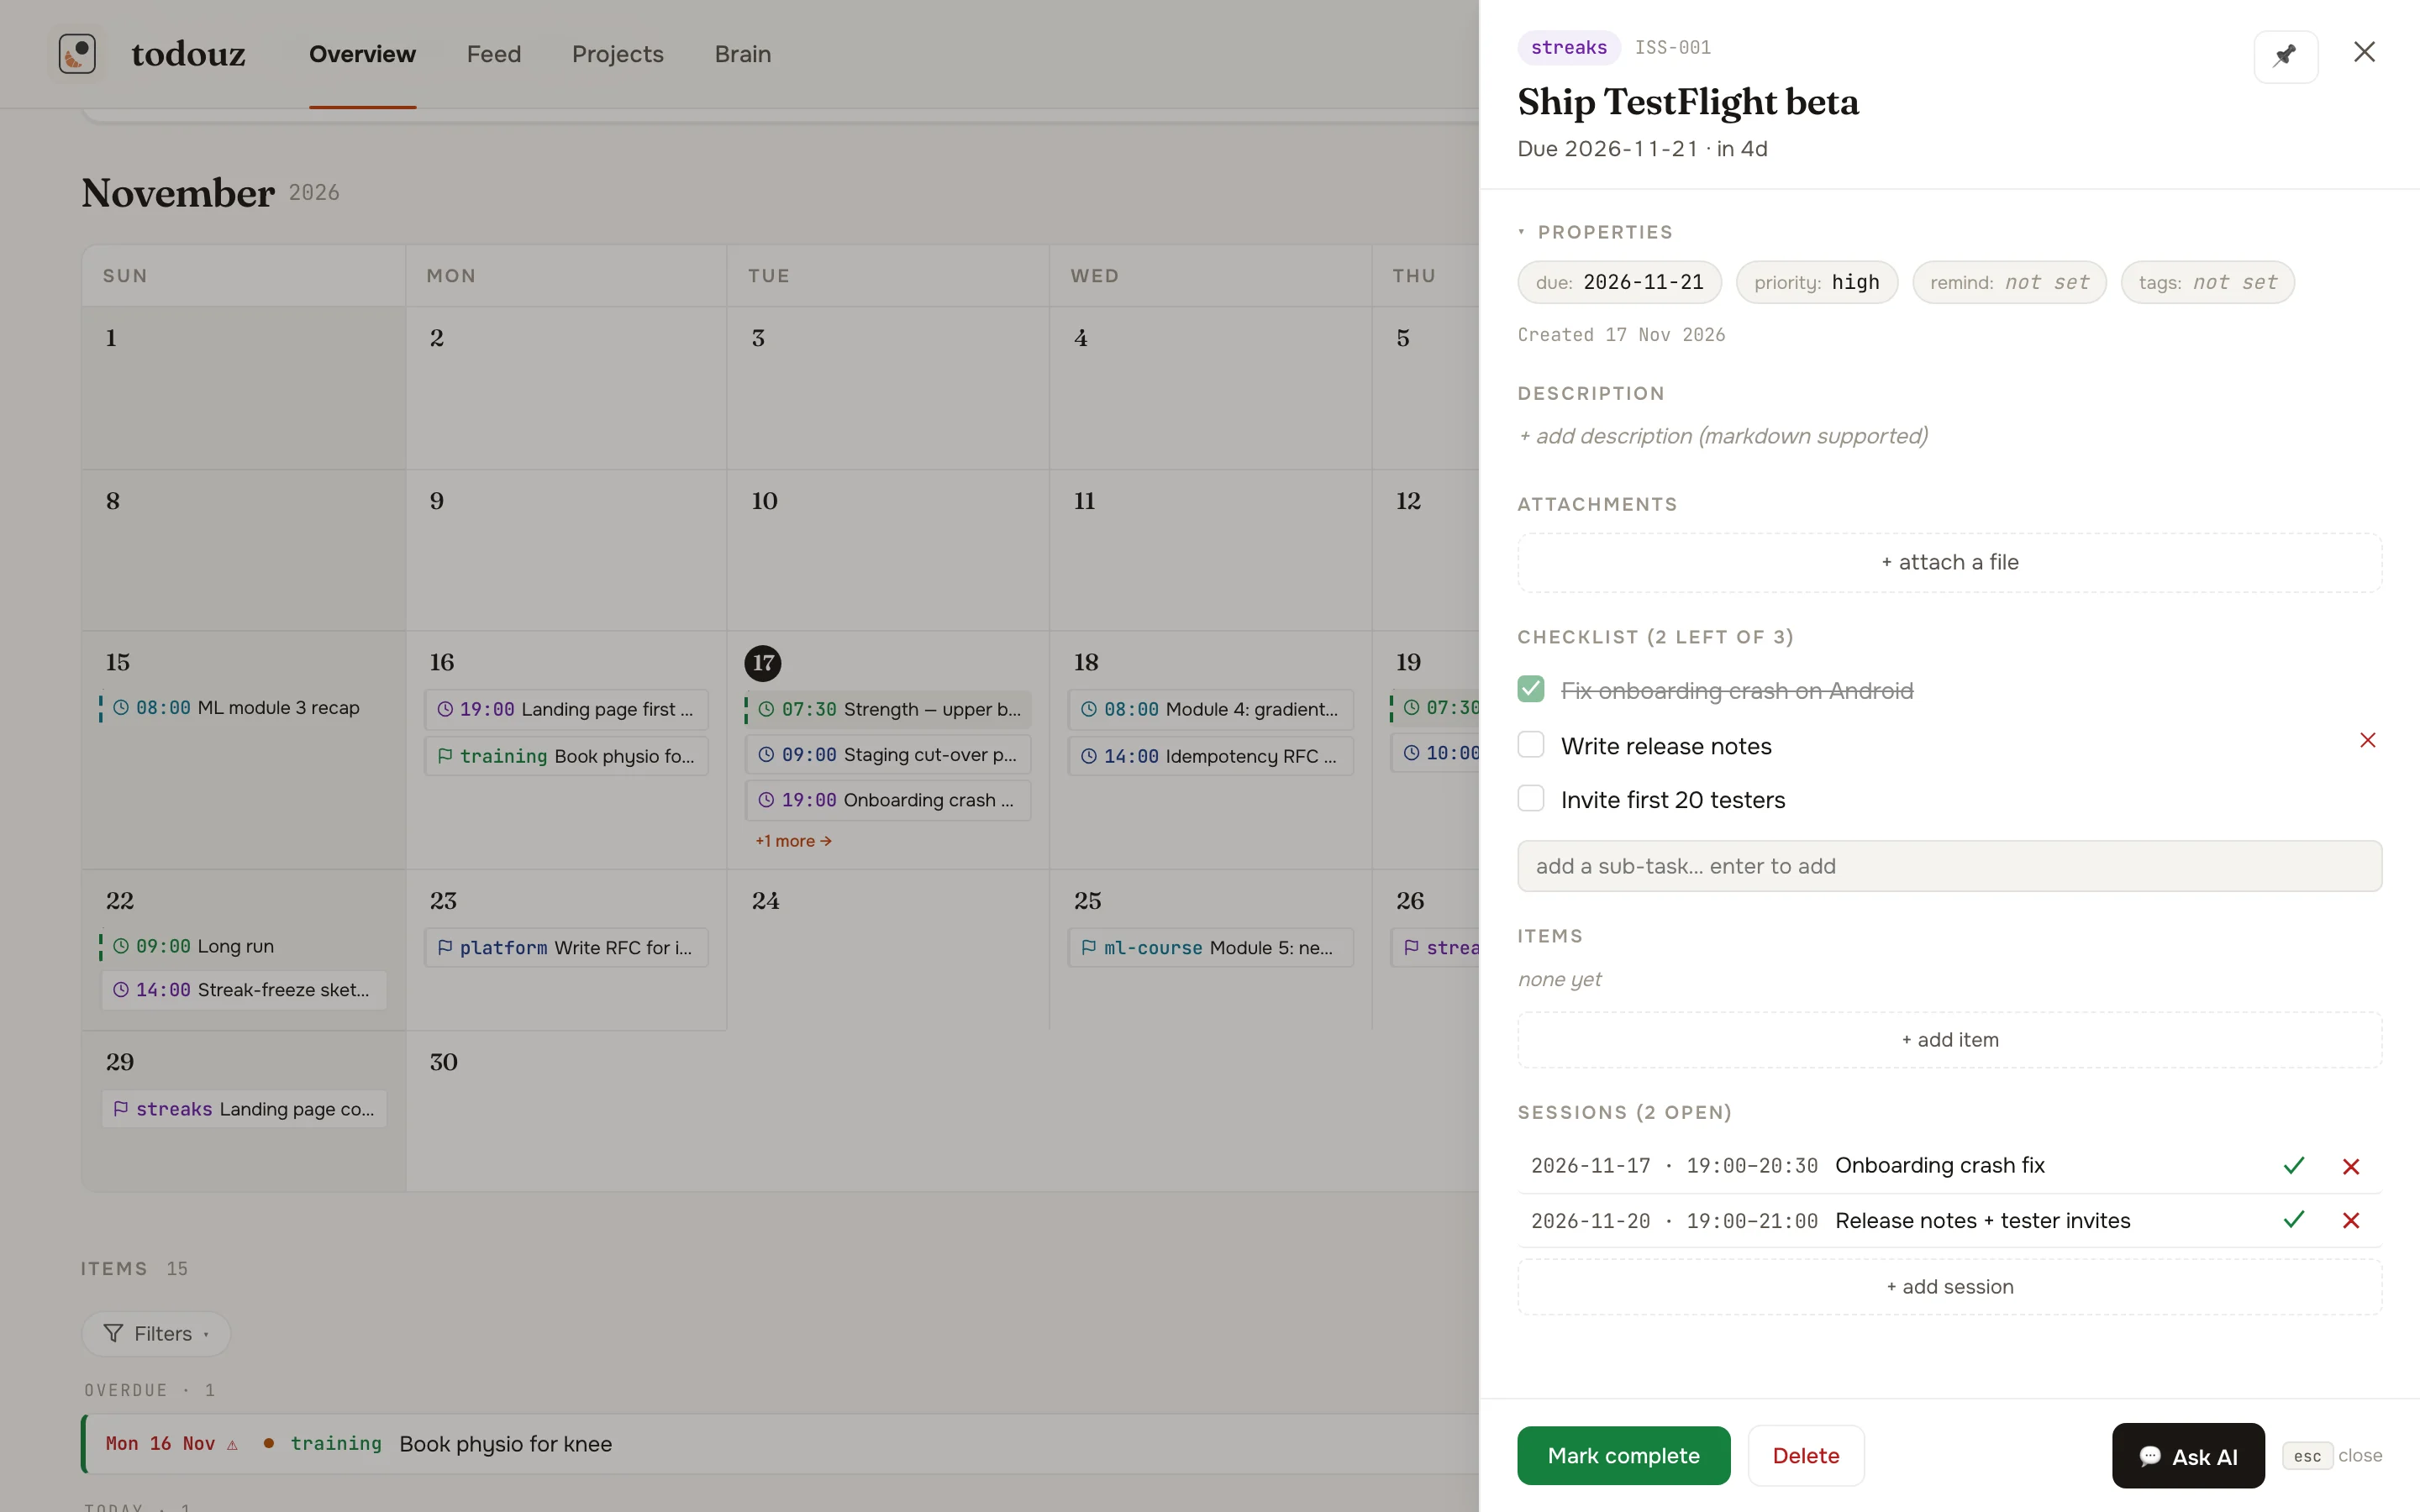 todouz Overview Feed Projects Brain
November 2026
SUN MON TUE WED THU
1 2 3 4 5
8 9 10 11 12
15 16 17 18 19
08:00 ML module 3 recap
19:00 Landing page first ...
training Book physio fo...
07:30 Strength – upper b...
09:00 Staging cut-over p...
19:00 Onboarding crash ...
+1 more →
08:00 Module 4: gradient...
14:00 Idempotency RFC ...
07:30
10:00
22 23 24 25 26
09:00 Long run
14:00 Streak-freeze sket...
platform Write RFC for i...
ml-course Module 5: ne...
strea
29 30
streaks Landing page co...
ITEMS 15
Filters
OVERDUE · 1
Mon 16 Nov training Book physio for knee
TODAY · 1
streaks ISS-001
Ship TestFlight beta
Due 2026-11-21 · in 4d
PROPERTIES
due: 2026-11-21 priority: high remind: not set tags: not set
Created 17 Nov 2026
DESCRIPTION
+ add description (markdown supported)
ATTACHMENTS
+ attach a file
CHECKLIST (2 LEFT OF 3)
Fix onboarding crash on Android
Write release notes
Invite first 20 testers
add a sub-task... enter to add
ITEMS
none yet
+ add item
SESSIONS (2 OPEN)
2026-11-17 · 19:00–20:30 Onboarding crash fix
2026-11-20 · 19:00–21:00 Release notes + tester invites
+ add session
Mark complete Delete Ask AI esc close